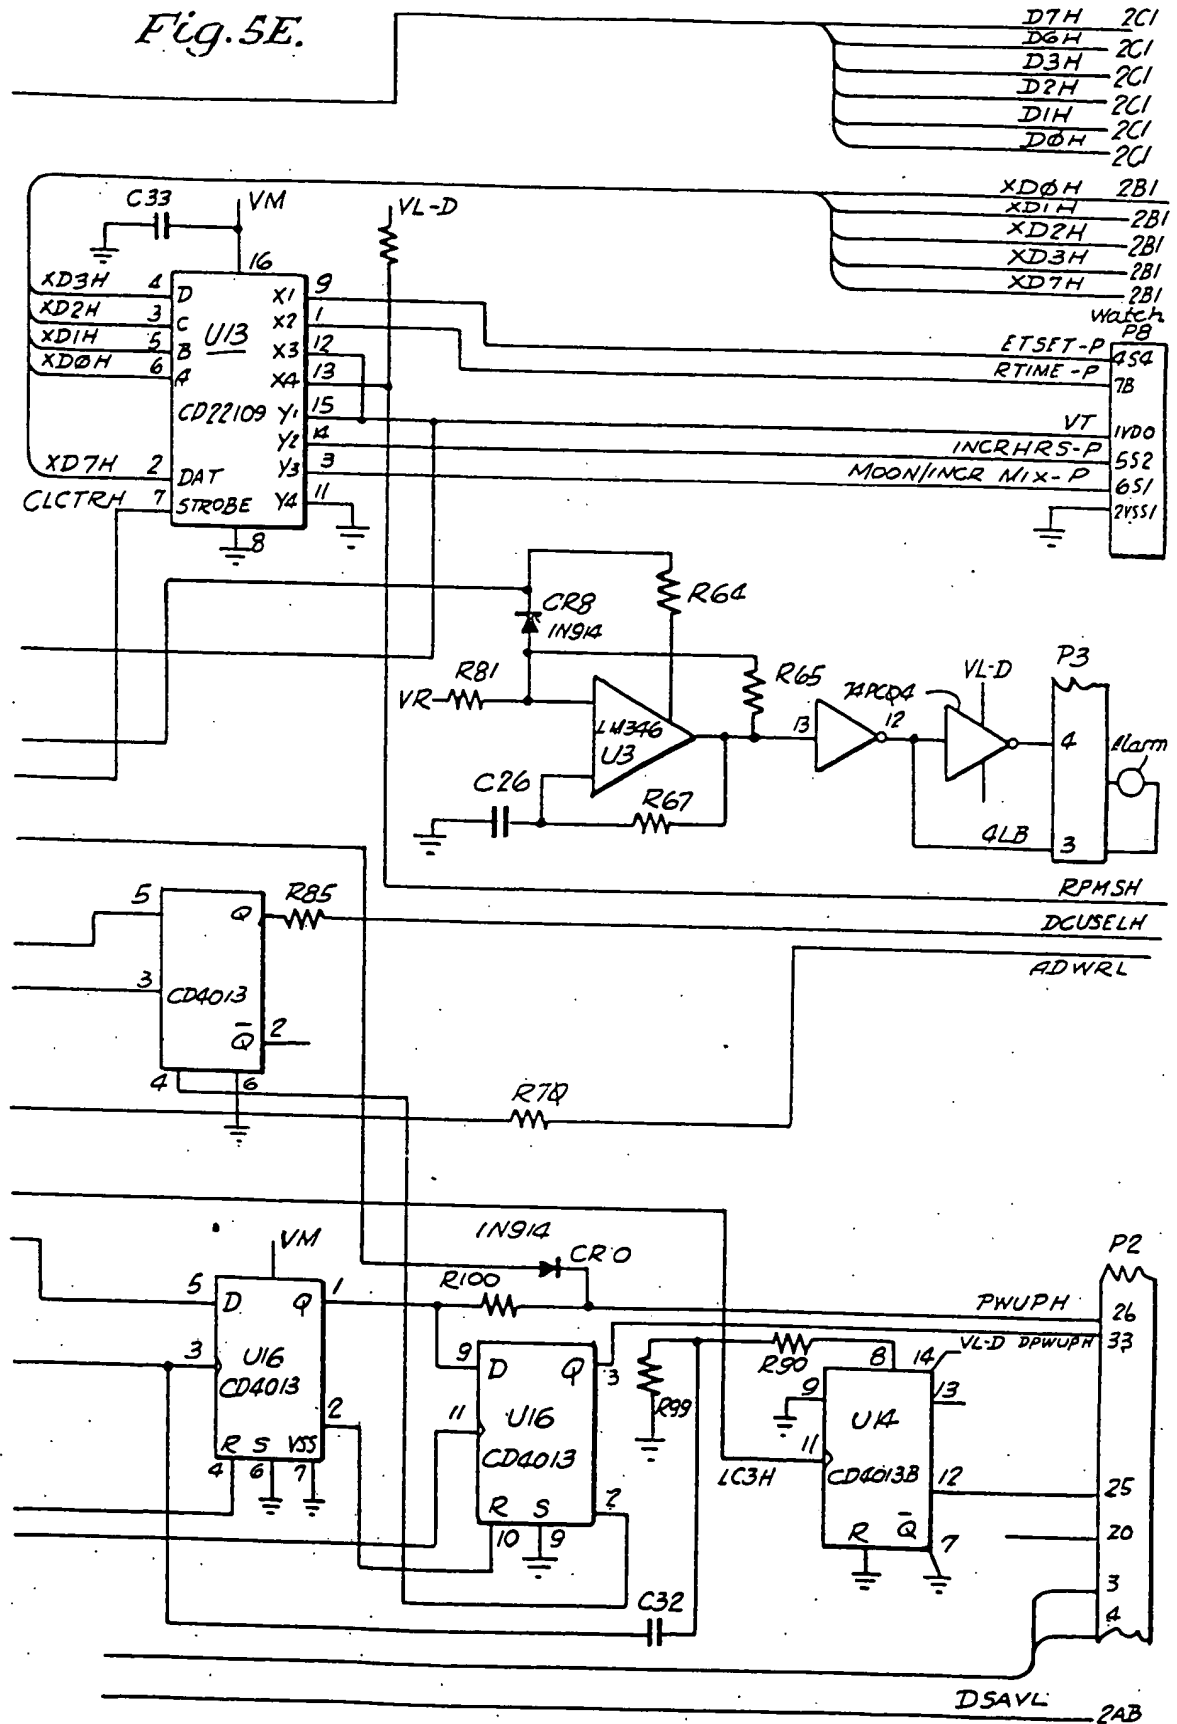 Fig. 5E.
D7H 2C1
D6H 2C1
D3H 2C1
D2H 2C1
D1H 2C1
DØH 2C1
XDØH 2B1
XD1H 2B1
XD2H 2B1
XD3H 2B1
XD7H 2B1
C33
VM
VL-D
16
XD3H 4 D
XD2H 3 C
XD1H 5 B
XDØH 6 A
U13
CD22109
X1 9
X2 1
X3 12
X4 13
Y1 15
Y2 14
Y3 3
Y4 11
XD7H 2 DAT
CLCTRH 7 STROBE
8
Watch
P8
ETSET-P 4S4
RTIME-P 7B
VT 1VD0
INCRHRS-P 5S2
MOON/INCR MIX-P 6S1
2VSS1
CR8
1N914
R64
R81
VR
R65
LM346
U3
C26
R67
13
12
74PC04
VL-D
P3
4
Alarm
4LB
3
RPMSH
DCUSELH
ADWRL
5
Q
R85
3
CD4013
Q̅ 2
4
6
R7Ø
1N914
CR0
VM
R100
5 D Q 1
3
U16
CD4013
2
R S VSS
4 6 7
9 D Q 3
11
U16
CD4013
2
R S
10 9
R99
R90
8
14
VL-D
9
13
U14
11
LC3H
CD4013B
12
R Q̅
7
C32
P2
PWUPH 26
DPWUPH 33
25
20
3
4
DSAVL 2AB